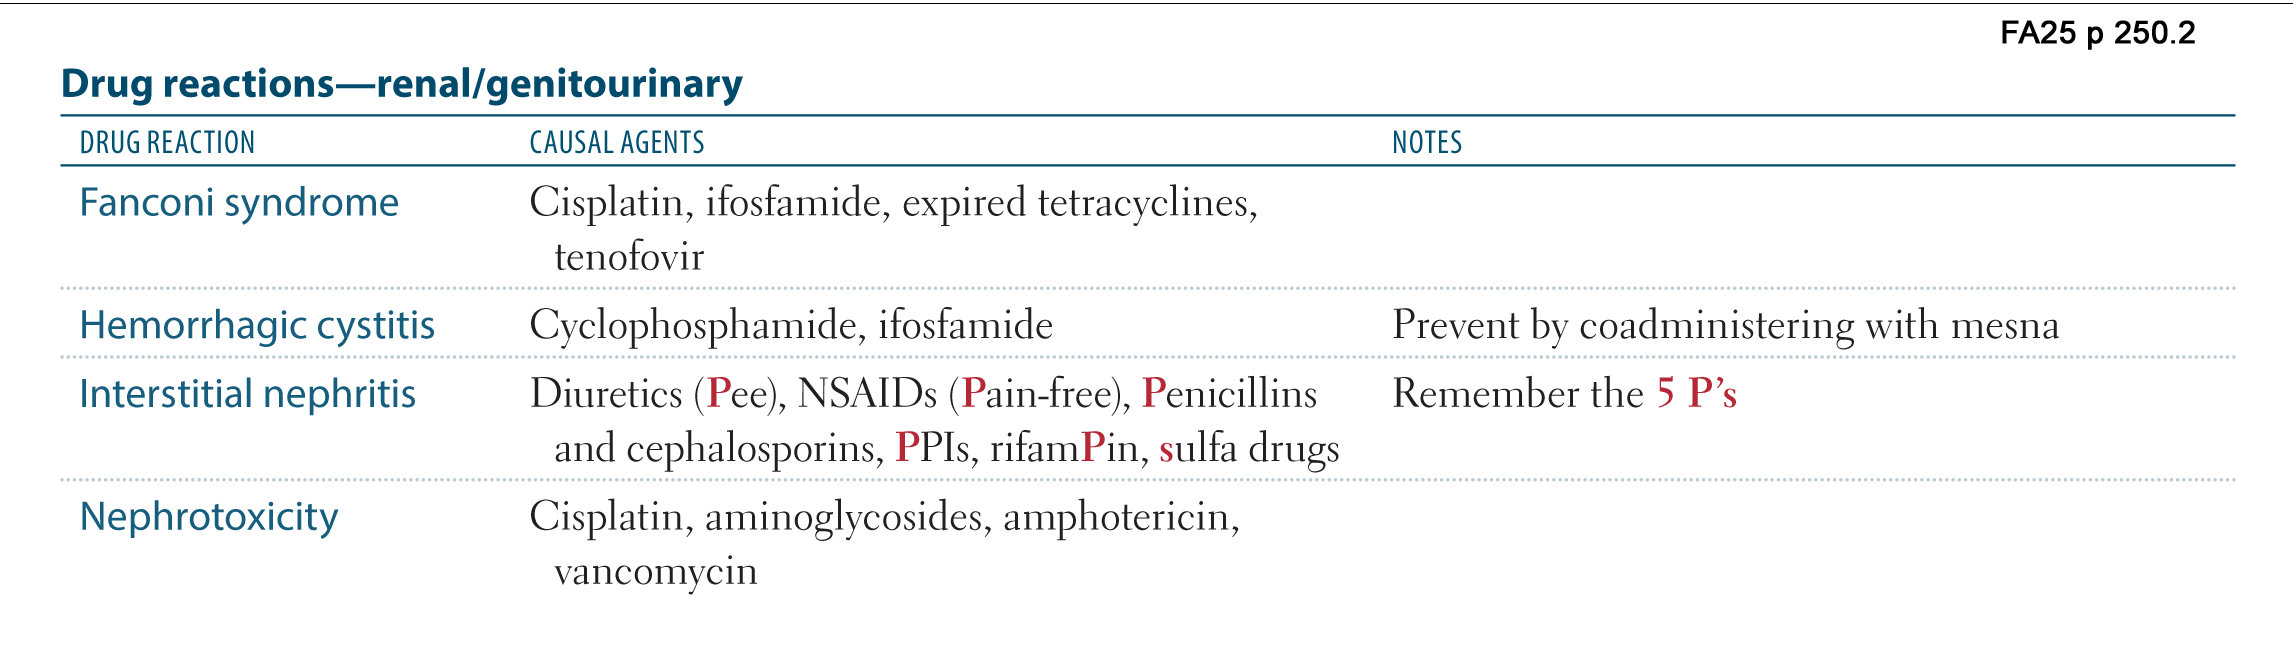 FA25 p 250.2
Drug reactions—renal/genitourinary
DRUG REACTION CAUSAL AGENTS NOTES
Fanconi syndrome Cisplatin, ifosfamide, expired tetracyclines,
tenofovir
Hemorrhagic cystitis Cyclophosphamide, ifosfamide Prevent by coadministering with mesna
Interstitial nephritis Diuretics (Pee), NSAIDs (Pain-free), Penicillins Remember the 5 P’s
and cephalosporins, PPIs, rifamPin, sulfa drugs
Nephrotoxicity Cisplatin, aminoglycosides, amphotericin,
vancomycin